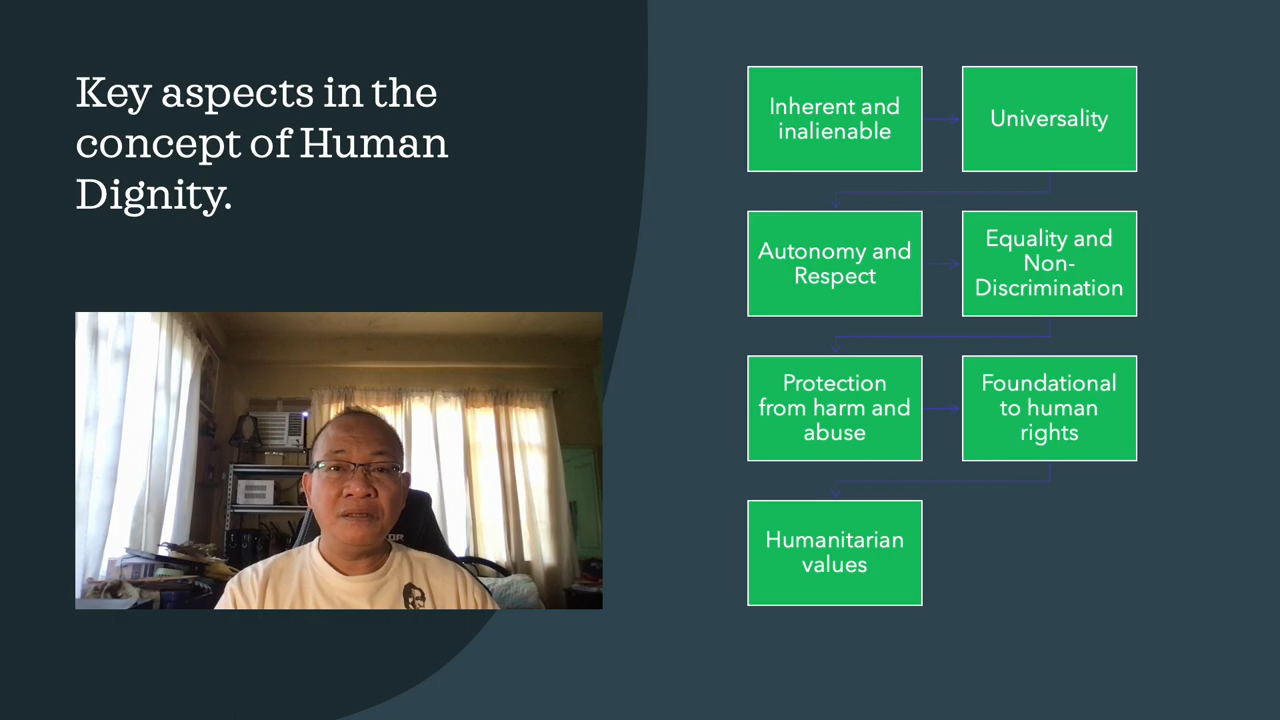 Key aspects in the
concept of Human
Dignity.
Inherent and
inalienable
Universality
Autonomy and
Respect
Equality and
Non-
Discrimination
Protection
from harm and
abuse
Foundational
to human
rights
Humanitarian
values